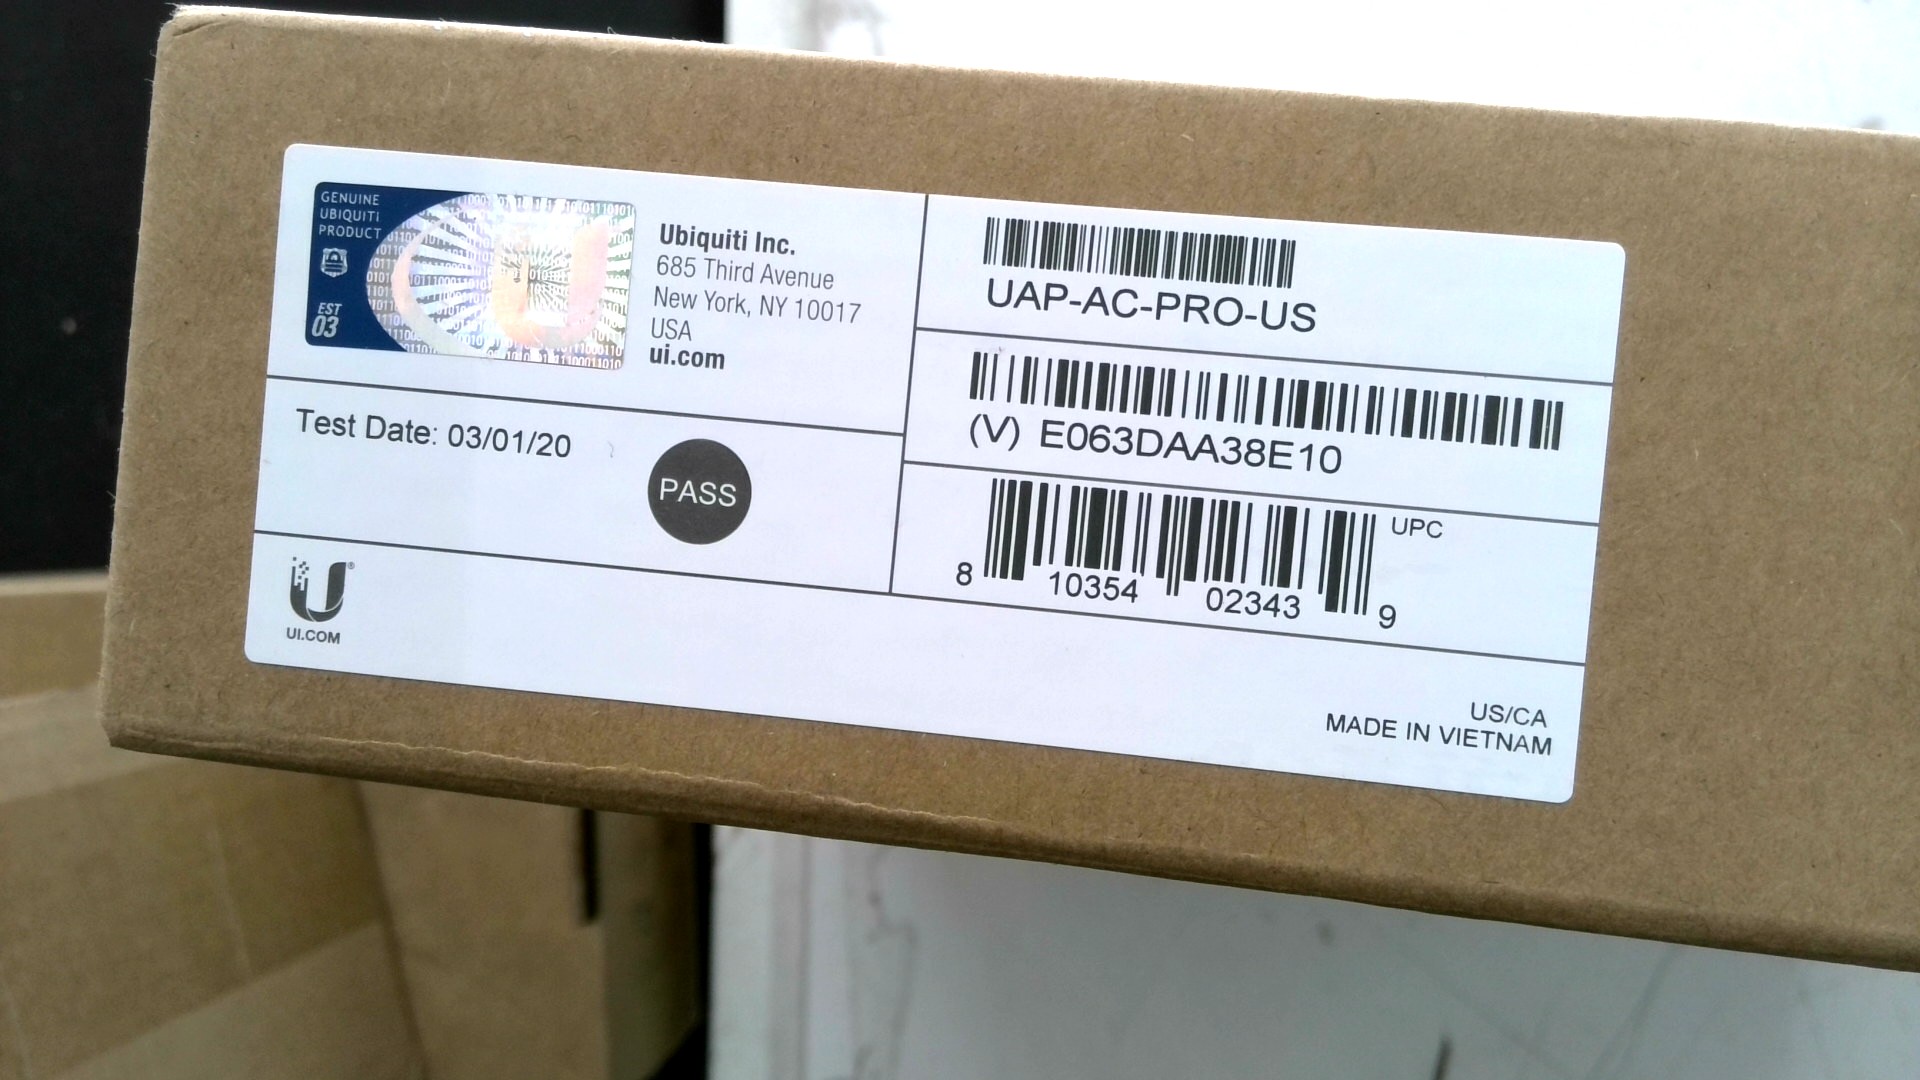 GENUINE
UBIQUITI
PRODUCT
EST
03
Ubiquiti Inc.
685 Third Avenue
New York, NY 10017
USA
ui.com
UAP-AC-PRO-US
(V) E063DAA38E10
Test Date: 03/01/20
PASS
UPC
8 10354 02343 9
U®
UI.COM
US/CA
MADE IN VIETNAM